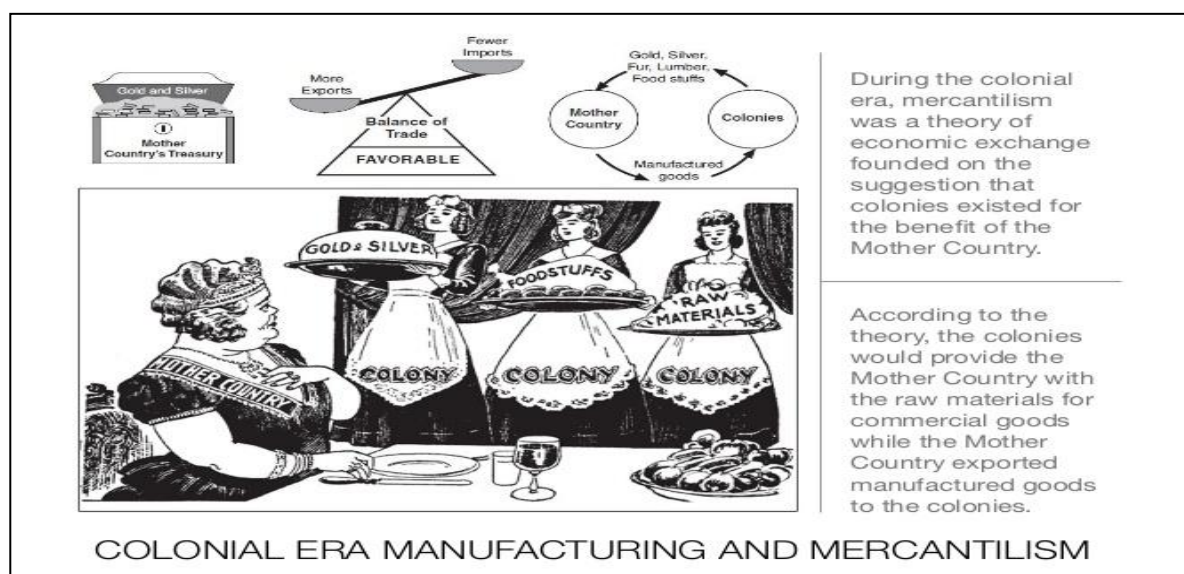 Gold and Silver
Mother
Country's Treasury
More
Exports
Fewer
Imports
Balance of
Trade
FAVORABLE
Gold, Silver,
Fur, Lumber,
Food stuffs
Mother
Country
Colonies
Manufactured
goods
During the colonial
era, mercantilism
was a theory of
economic exchange
founded on the
suggestion that
colonies existed for
the benefit of the
Mother Country.
GOLD & SILVER
FOODSTUFFS
RAW
MATERIALS
MOTHER COUNTRY
COLONY
COLONY
COLONY
According to the
theory, the colonies
would provide the
Mother Country with
the raw materials for
commercial goods
while the Mother
Country exported
manufactured goods
to the colonies.
COLONIAL ERA MANUFACTURING AND MERCANTILISM